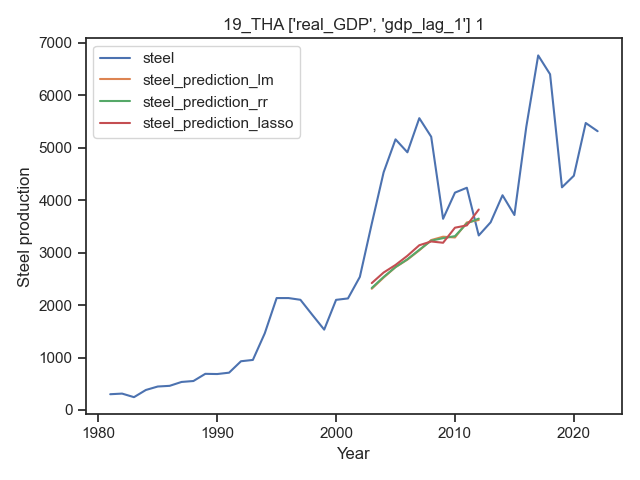 19_THA ['real_GDP', 'gdp_lag_1'] 1
7000
6000
5000
4000
3000
2000
1000
0
Steel production
steel
steel_prediction_lm
steel_prediction_rr
steel_prediction_lasso
1980
1990
2000
2010
2020
Year